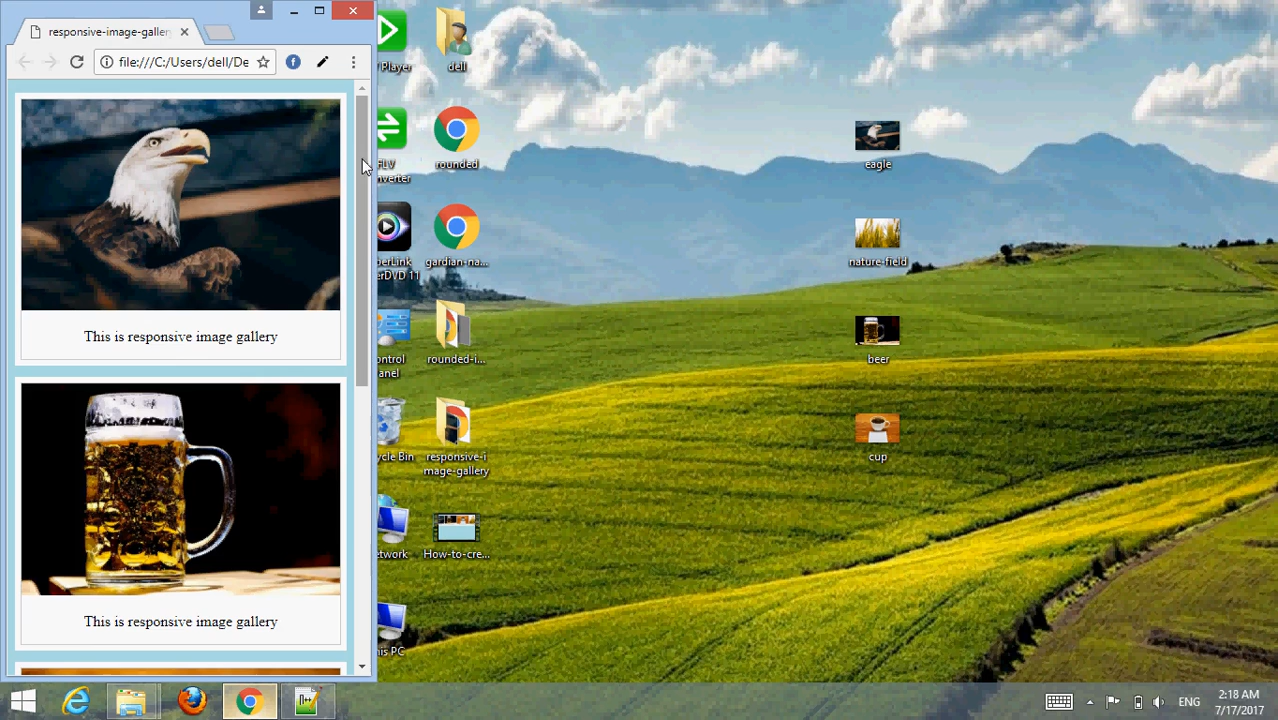 responsive-image-galler
file:///C:/Users/dell/De
This is responsive image gallery
This is responsive image gallery
Player
dell
FLV
nverter
rounded
berLink
erDVD 11
gardian-na...
ontrol
anel
rounded-i...
ycle Bin
responsive-i
mage-gallery
etwork
How-to-cre...
his PC
eagle
nature-field
beer
cup
ENG
2:18 AM
7/17/2017